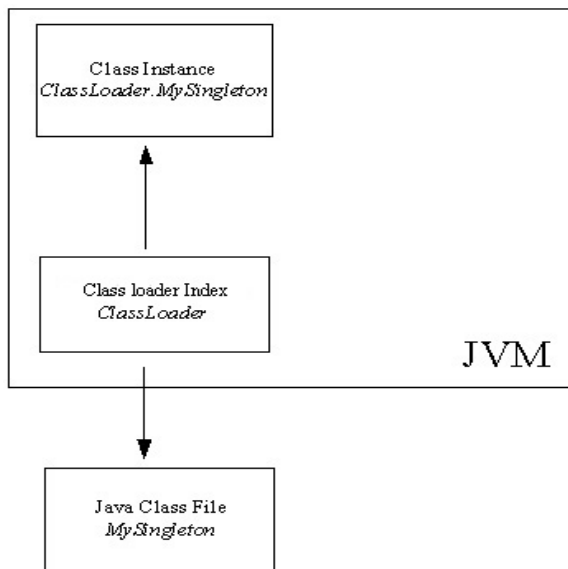 Class Instance
ClassLoader.MySingleton
Class loader Index
ClassLoader
JVM
Java Class File
MySingleton